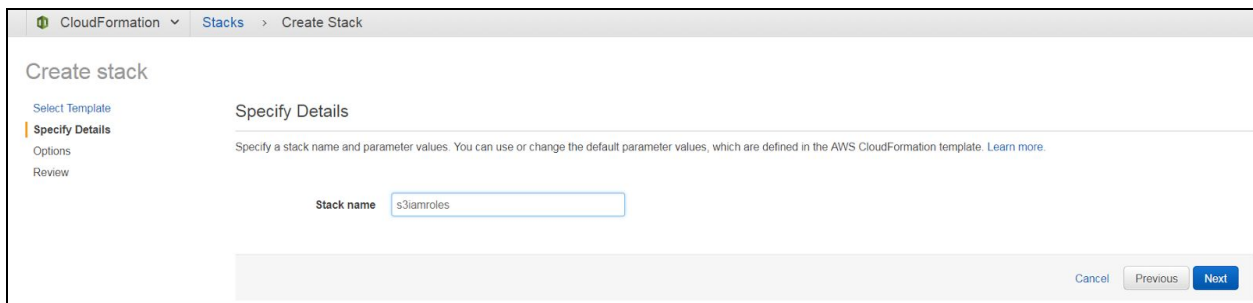 CloudFormation Stacks > Create Stack
Create stack
Select Template
Specify Details
Options
Review
Specify Details
Specify a stack name and parameter values. You can use or change the default parameter values, which are defined in the AWS CloudFormation template. Learn more.
Stack name s3iamroles
Cancel Previous Next